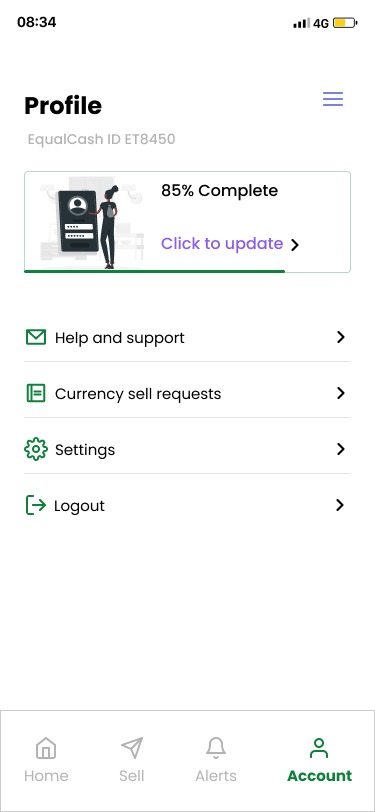 08:34
4G
Profile
EqualCash ID ET8450
85% Complete
Click to update
Help and support
Currency sell requests
Settings
Logout
Home
Sell
Alerts
Account